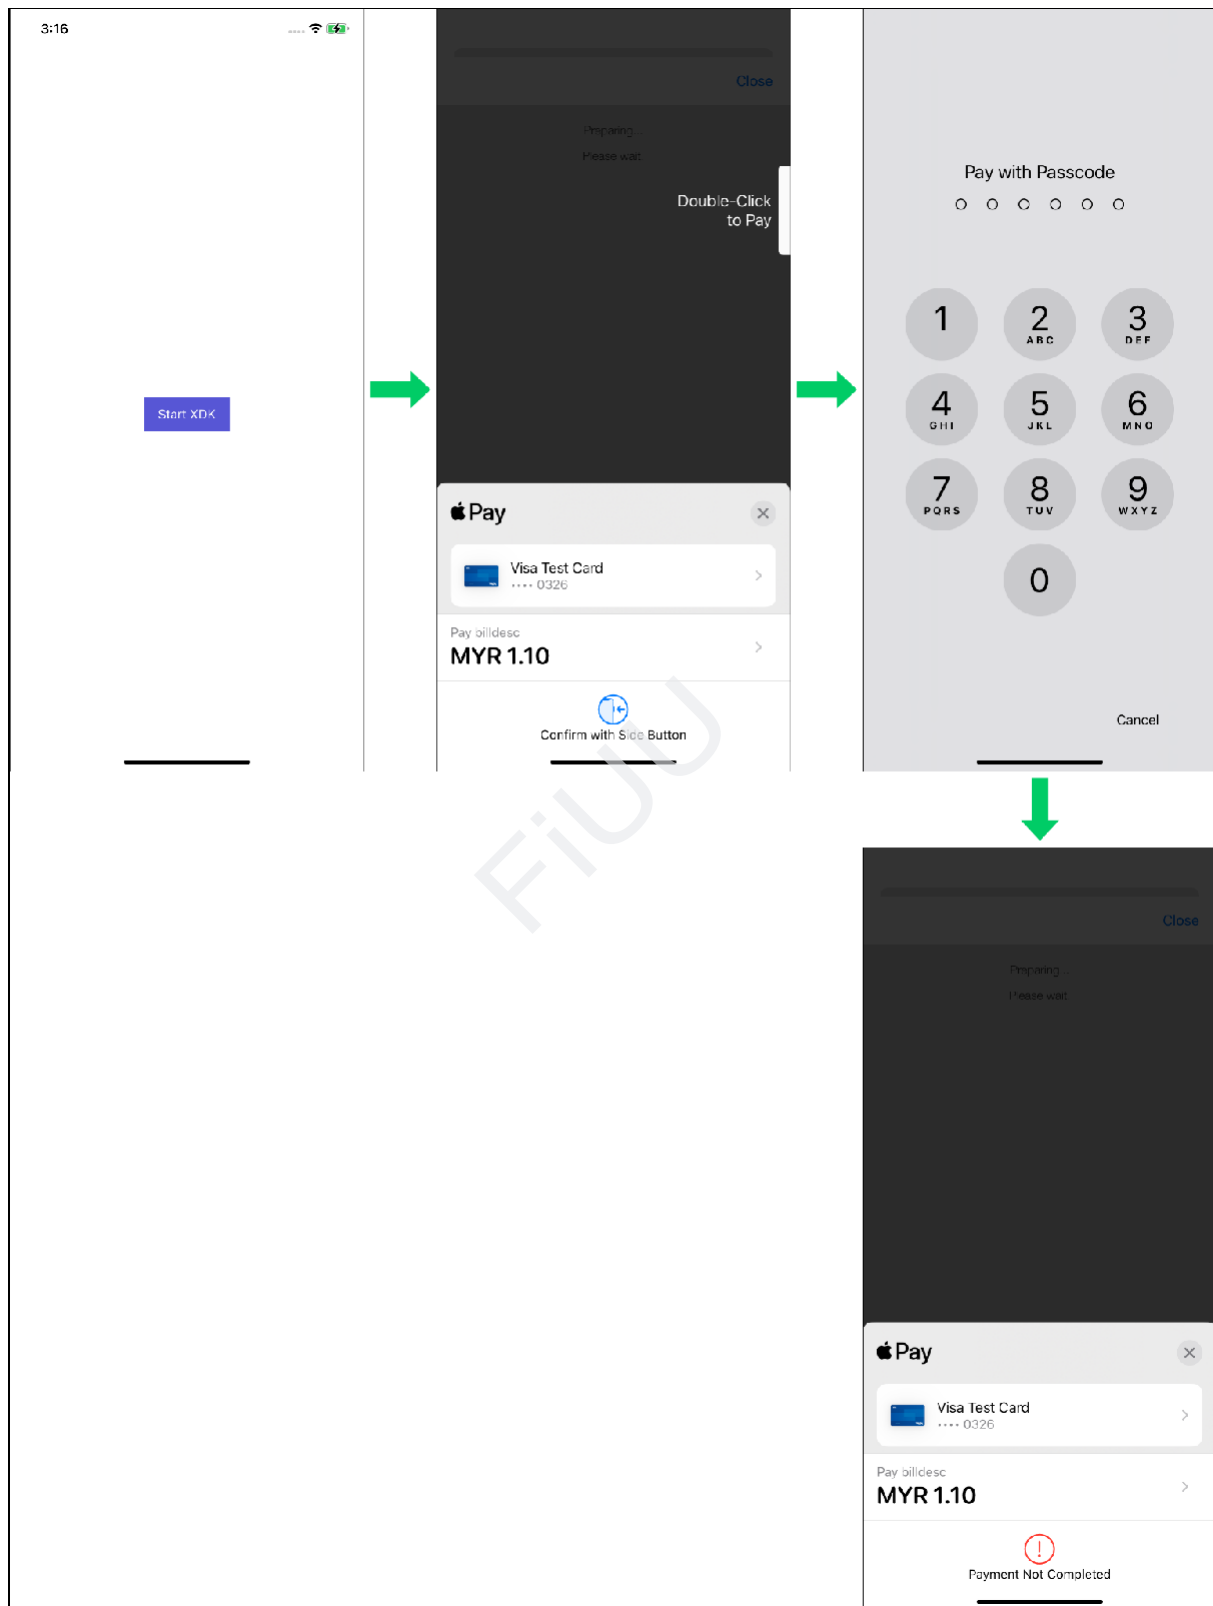 3:16
Start XDK
Close
Preparing...
Please wait
Double-Click
to Pay
Pay
Visa Test Card
•••• 0326
Pay billdesc
MYR 1.10
Confirm with Side Button
Pay with Passcode
1
2
ABC
3
DEF
4
GHI
5
JKL
6
MNO
7
PQRS
8
TUV
9
WXYZ
0
Cancel
FiUU
Close
Preparing...
Please wait
Pay
Visa Test Card
•••• 0326
Pay billdesc
MYR 1.10
Payment Not Completed